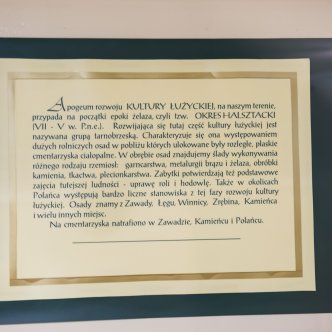 Apogeum rozwoju KULTURY ŁUŻYCKIEJ, na naszym terenie,
przypada na początki epoki żelaza, czyli tzw. OKRES HALSZTACKI
(VII - V w. P.n.e.). Rozwijająca się tutaj część kultury łużyckiej jest
nazywana grupą tarnobrzeską. Charakteryzuje się ona występowaniem
dużych rolniczych osad w pobliżu których ulokowane były rozległe, płaskie
cmentarzyska ciałopalne. W obrębie osad znajdujemy ślady wykonywania
różnego rodzaju rzemiosł: garncarstwa, metalurgii brązu i żelaza, obróbki
kamienia, tkactwa, plecionkarstwa. Zabytki potwierdzają też podstawowe
zajęcia tutejszej ludności - uprawę roli i hodowlę. Także w okolicach
Połańca występują bardzo liczne stanowiska z tej fazy rozwoju kultury
łużyckiej. Osady znamy z Zawady, Łęgu, Winnicy, Zrębina, Kamieńca
i wielu innych miejsc.
Na cmentarzyska natrafiono w Zawadzie, Kamieńcu i Połańcu.